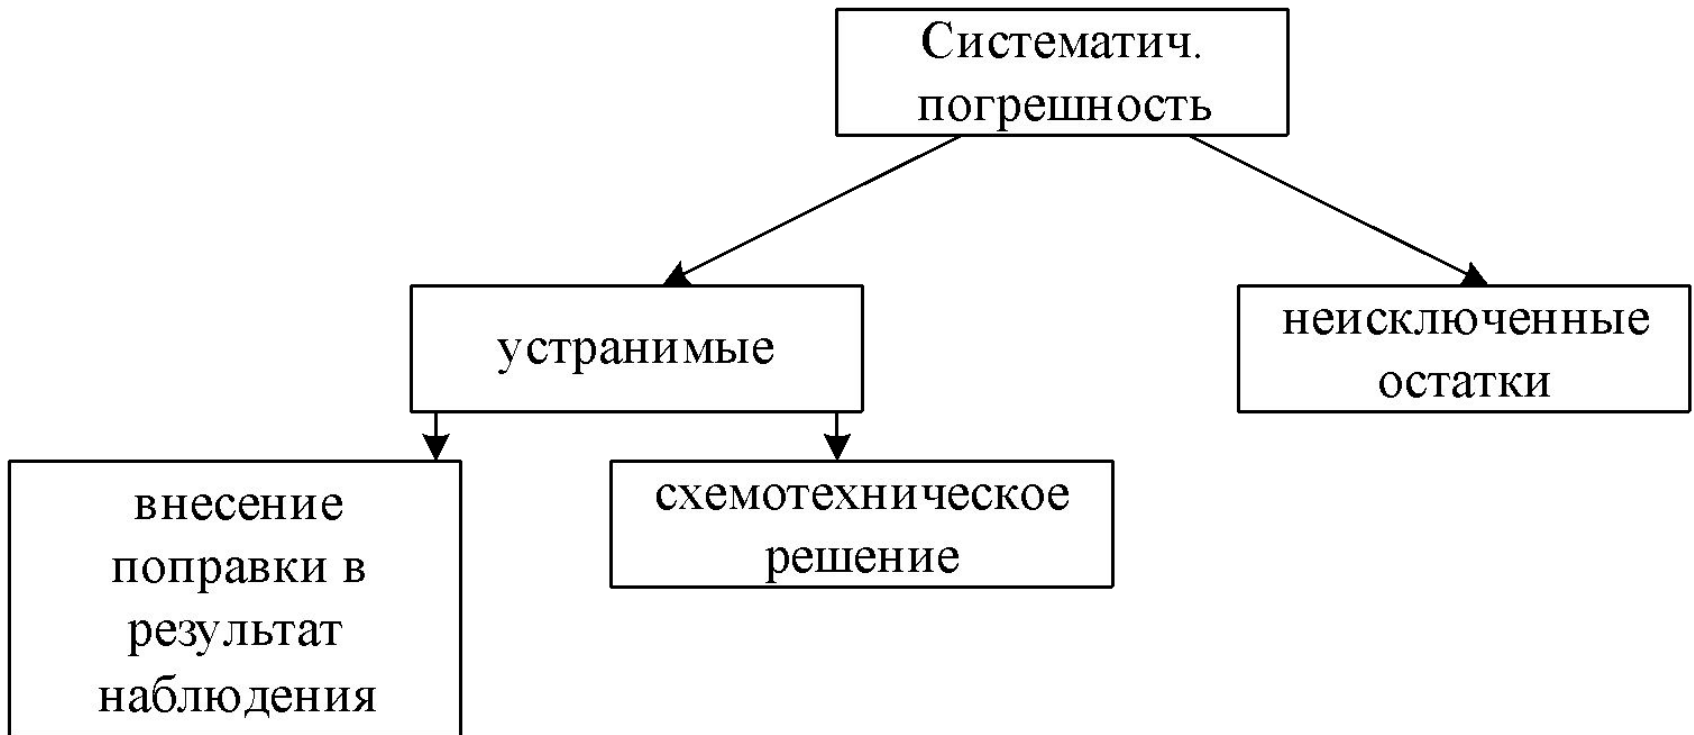 Систематич.
погрешность
устранимые
неисключенные
остатки
внесение
поправки в
результат
наблюдения
схемотехническое
решение